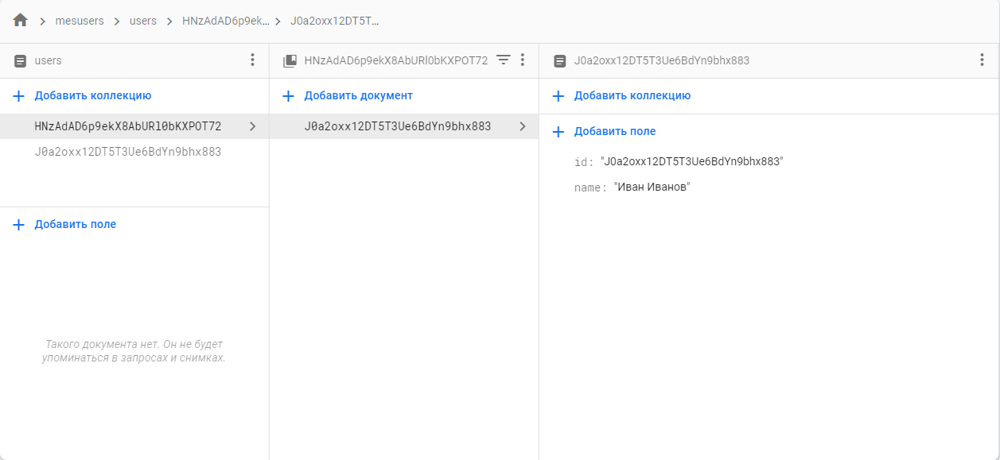 mesusers users HNzAdAD6p9ek... J0a2oxx12DT5T...
users
HNzAdAD6p9ekX8AbURl0bKXPOT72
J0a2oxx12DT5T3Ue6BdYn9bhx883
Добавить коллекцию
HNzAdAD6p9ekX8AbURl0bKXPOT72
J0a2oxx12DT5T3Ue6BdYn9bhx883
Добавить поле
Такого документа нет. Он не будет
упоминаться в запросах и снимках.
Добавить документ
J0a2oxx12DT5T3Ue6BdYn9bhx883
Добавить коллекцию
Добавить поле
id: "J0a2oxx12DT5T3Ue6BdYn9bhx883"
name: "Иван Иванов"